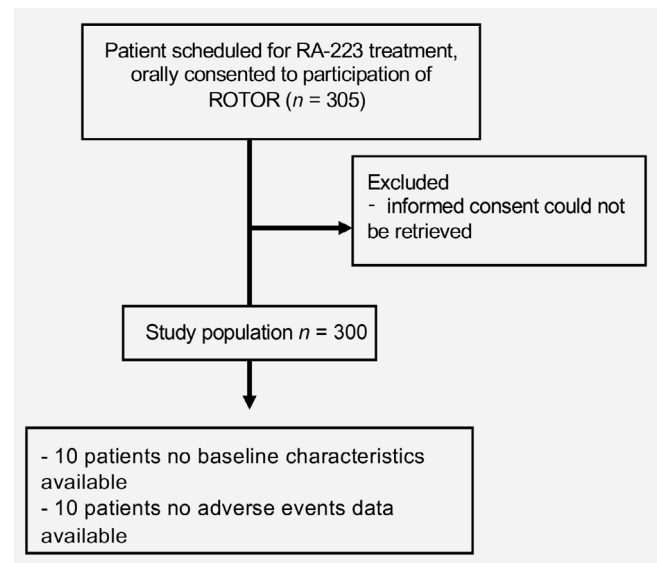 Patient scheduled for RA-223 treatment,
orally consented to participation of
ROTOR (n = 305)
Excluded
- informed consent could not
be retrieved
Study population n = 300
- 10 patients no baseline characteristics
available
- 10 patients no adverse events data
available